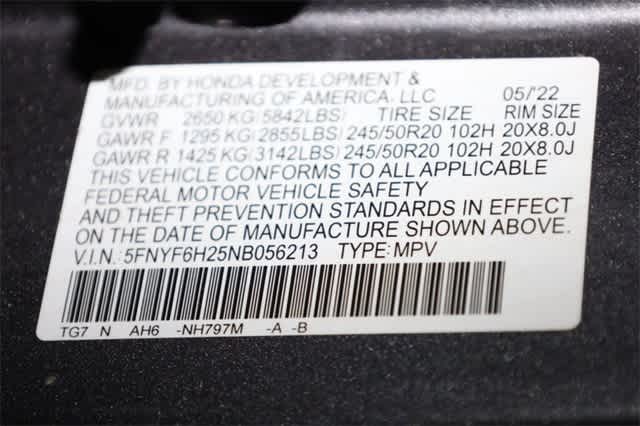 MFD. BY HONDA DEVELOPMENT &
MANUFACTURING OF AMERICA, LLC 05/'22
GVWR 2650 KG(5842LBS) TIRE SIZE RIM SIZE
GAWR F 1295 KG(2855LBS) 245/50R20 102H 20X8.0J
GAWR R 1425 KG(3142LBS) 245/50R20 102H 20X8.0J
THIS VEHICLE CONFORMS TO ALL APPLICABLE
FEDERAL MOTOR VEHICLE SAFETY
AND THEFT PREVENTION STANDARDS IN EFFECT
ON THE DATE OF MANUFACTURE SHOWN ABOVE.
V.I.N.: 5FNYF6H25NB056213 TYPE: MPV
TG7 N AH6 -NH797M -A -B